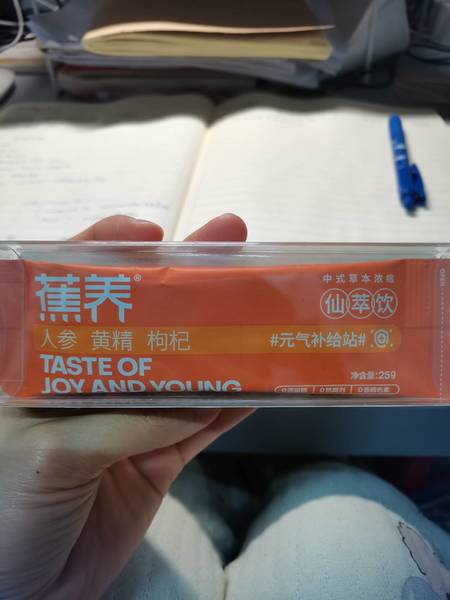 蕉养®
中式草本浓缩
仙萃饮
人参 黄精 枸杞
#元气补给站#
TASTE OF
JOY AND YOUNG
净含量:25g